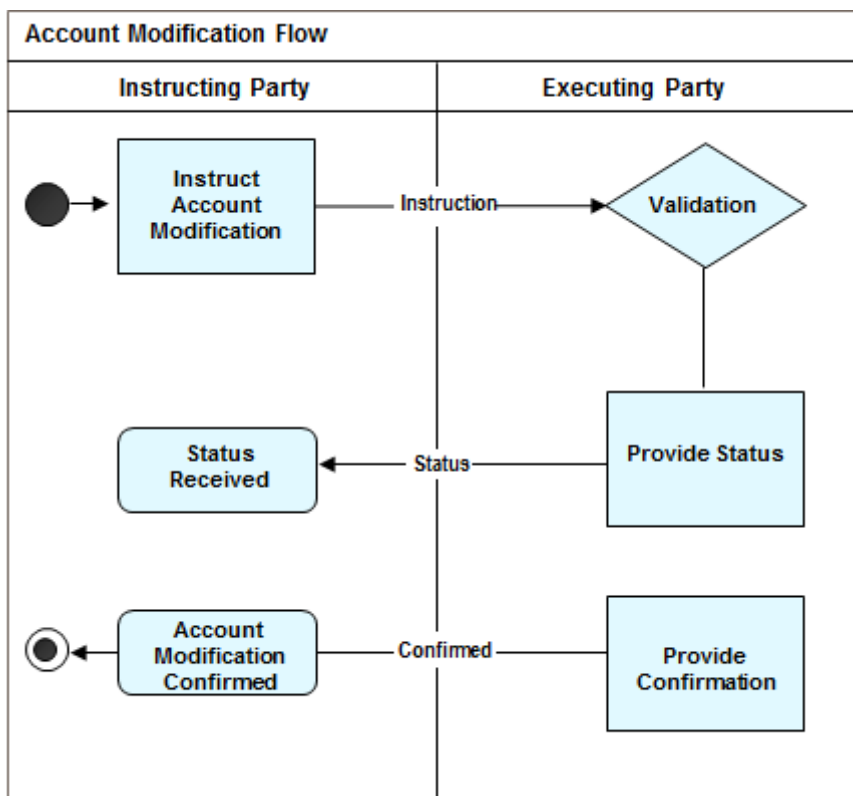 Account Modification Flow
Instructing Party
Executing Party
Instruct
Account
Modification
Instruction
Validation
Status
Received
Status
Provide Status
Account
Modification
Confirmed
Confirmed
Provide
Confirmation